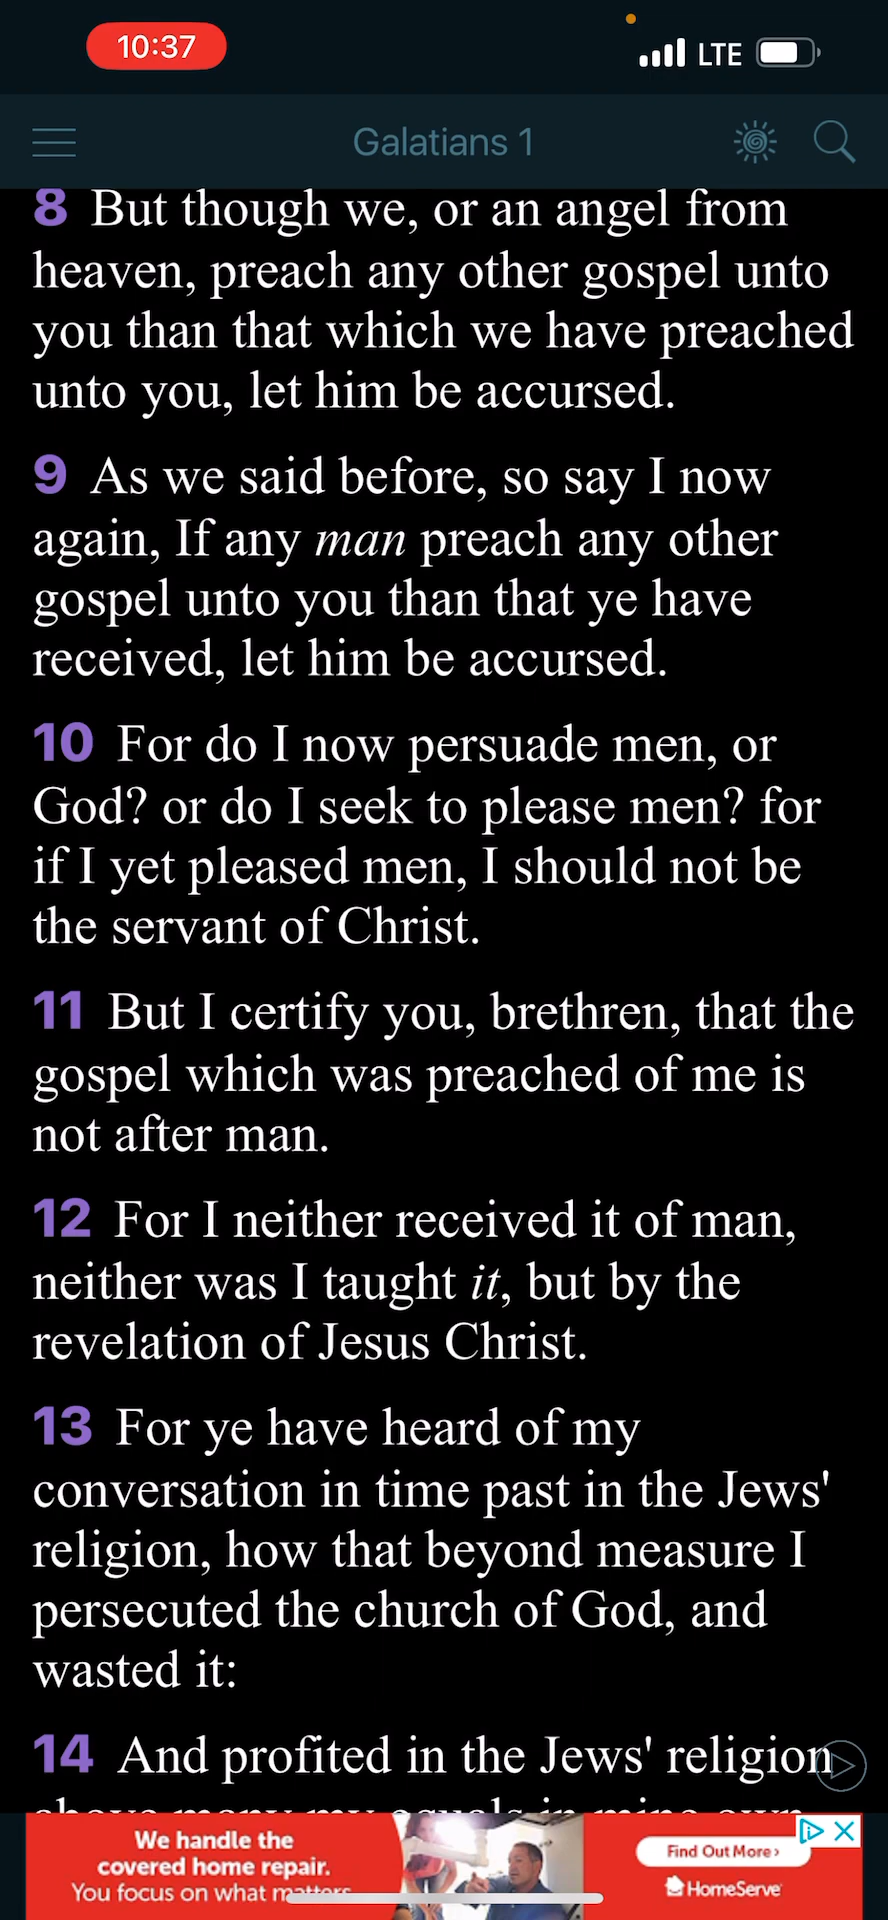 10:37
LTE
Galatians 1
8 But though we, or an angel from
heaven, preach any other gospel unto
you than that which we have preached
unto you, let him be accursed.
9 As we said before, so say I now
again, If any man preach any other
gospel unto you than that ye have
received, let him be accursed.
10 For do I now persuade men, or
God? or do I seek to please men? for
if I yet pleased men, I should not be
the servant of Christ.
11 But I certify you, brethren, that the
gospel which was preached of me is
not after man.
12 For I neither received it of man,
neither was I taught it, but by the
revelation of Jesus Christ.
13 For ye have heard of my
conversation in time past in the Jews'
religion, how that beyond measure I
persecuted the church of God, and
wasted it:
14 And profited in the Jews' religion
above many my equals in mine own
We handle the
covered home repair.
You focus on what matters
Find Out More ›
HomeServe